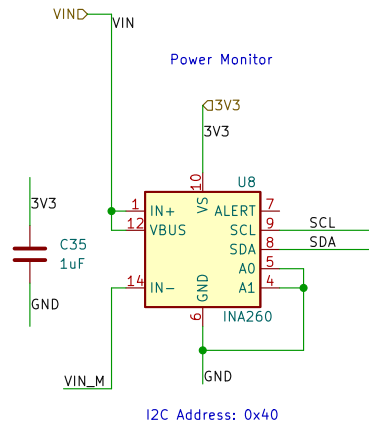 VIN
VIN
Power Monitor
3V3
3V3
10
U8
VS
1 IN+ ALERT 7
3V3
12 VBUS SCL 9 SCL
C35
SDA 8 SDA
1uF
A0 5
14 IN- GND A1 4
GND
6 INA260
GND
VIN_M
I2C Address: 0x40